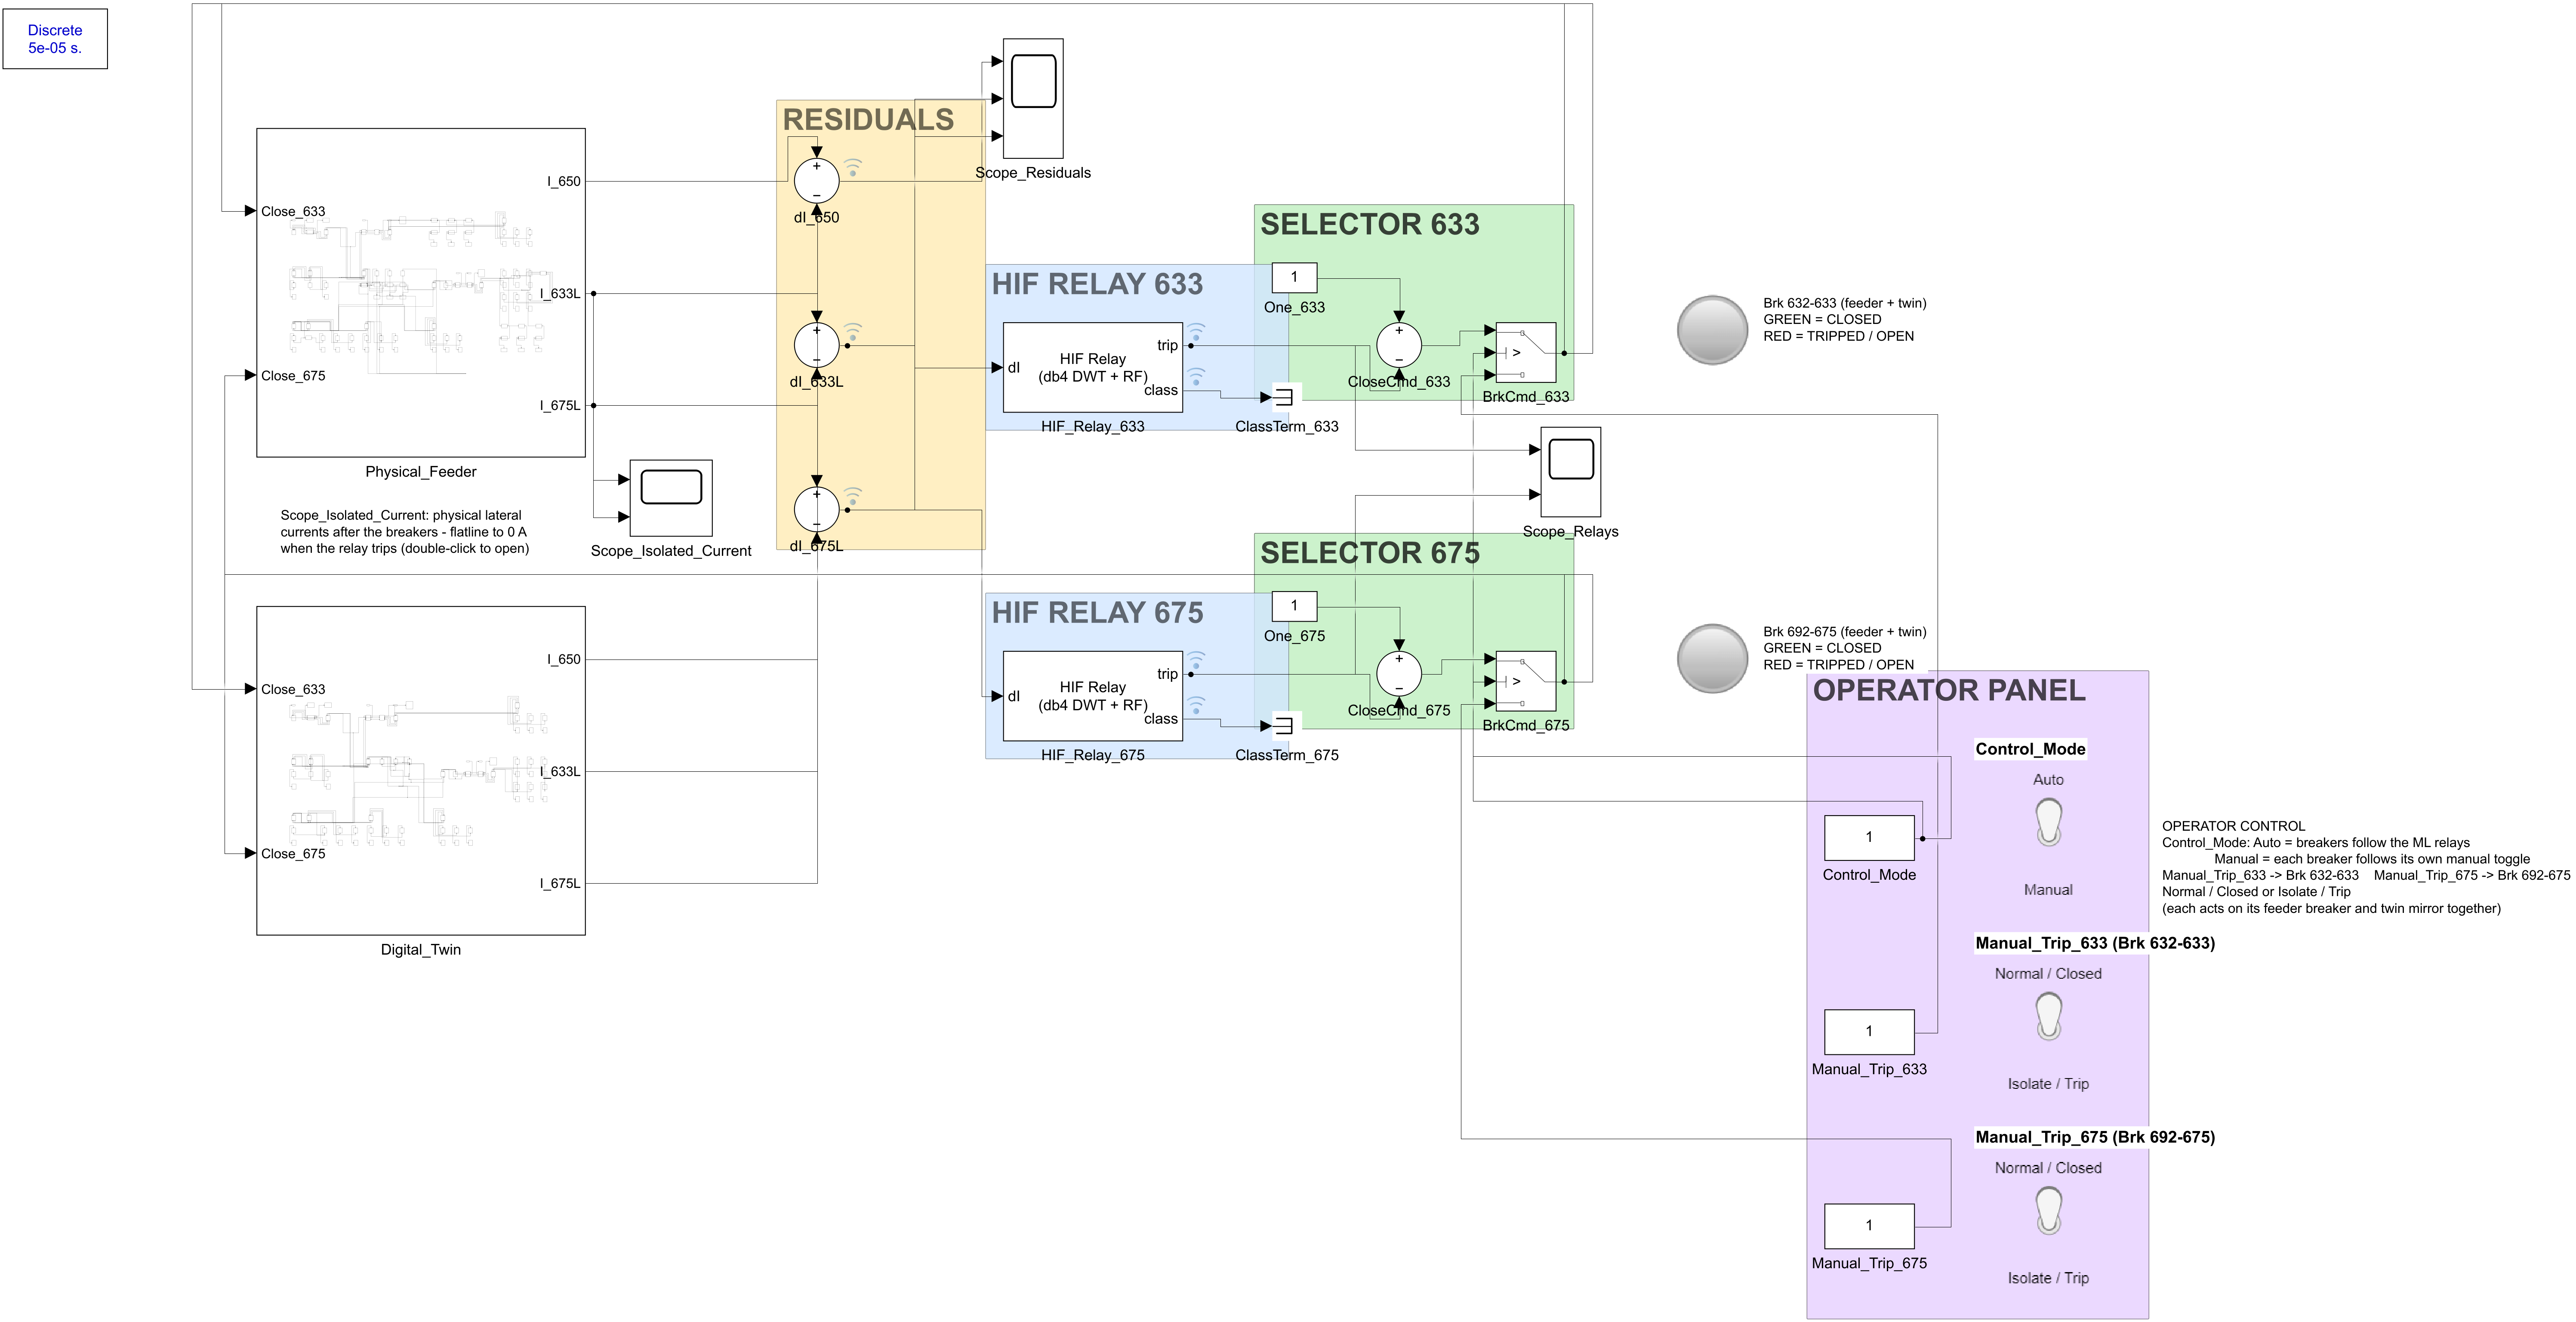 Discrete
5e-05 s.
RESIDUALS
Scope_Residuals
I_650
I_633L
I_675L
Close_633
Close_675
Physical_Feeder
+
−
dI_650
+
−
dI_633L
+
−
dI_675L
Scope_Isolated_Current: physical lateral
currents after the breakers - flatline to 0 A
when the relay trips (double-click to open)
Scope_Isolated_Current
HIF RELAY 633
dI
HIF Relay
(db4 DWT + RF)
trip
class
HIF_Relay_633
SELECTOR 633
1
One_633
+
−
CloseCmd_633
>
BrkCmd_633
ClassTerm_633
Brk 632-633 (feeder + twin)
GREEN = CLOSED
RED = TRIPPED / OPEN
Scope_Relays
I_650
I_633L
I_675L
Close_633
Close_675
Digital_Twin
HIF RELAY 675
dI
HIF Relay
(db4 DWT + RF)
trip
class
HIF_Relay_675
SELECTOR 675
1
One_675
+
−
CloseCmd_675
>
BrkCmd_675
ClassTerm_675
Brk 692-675 (feeder + twin)
GREEN = CLOSED
RED = TRIPPED / OPEN
OPERATOR PANEL
Control_Mode
Auto
Manual
1
Control_Mode
OPERATOR CONTROL
Control_Mode: Auto = breakers follow the ML relays
Manual = each breaker follows its own manual toggle
Manual_Trip_633 -> Brk 632-633    Manual_Trip_675 -> Brk 692-675
Normal / Closed or Isolate / Trip
(each acts on its feeder breaker and twin mirror together)
Manual_Trip_633 (Brk 632-633)
Normal / Closed
1
Manual_Trip_633
Isolate / Trip
Manual_Trip_675 (Brk 692-675)
Normal / Closed
1
Manual_Trip_675
Isolate / Trip